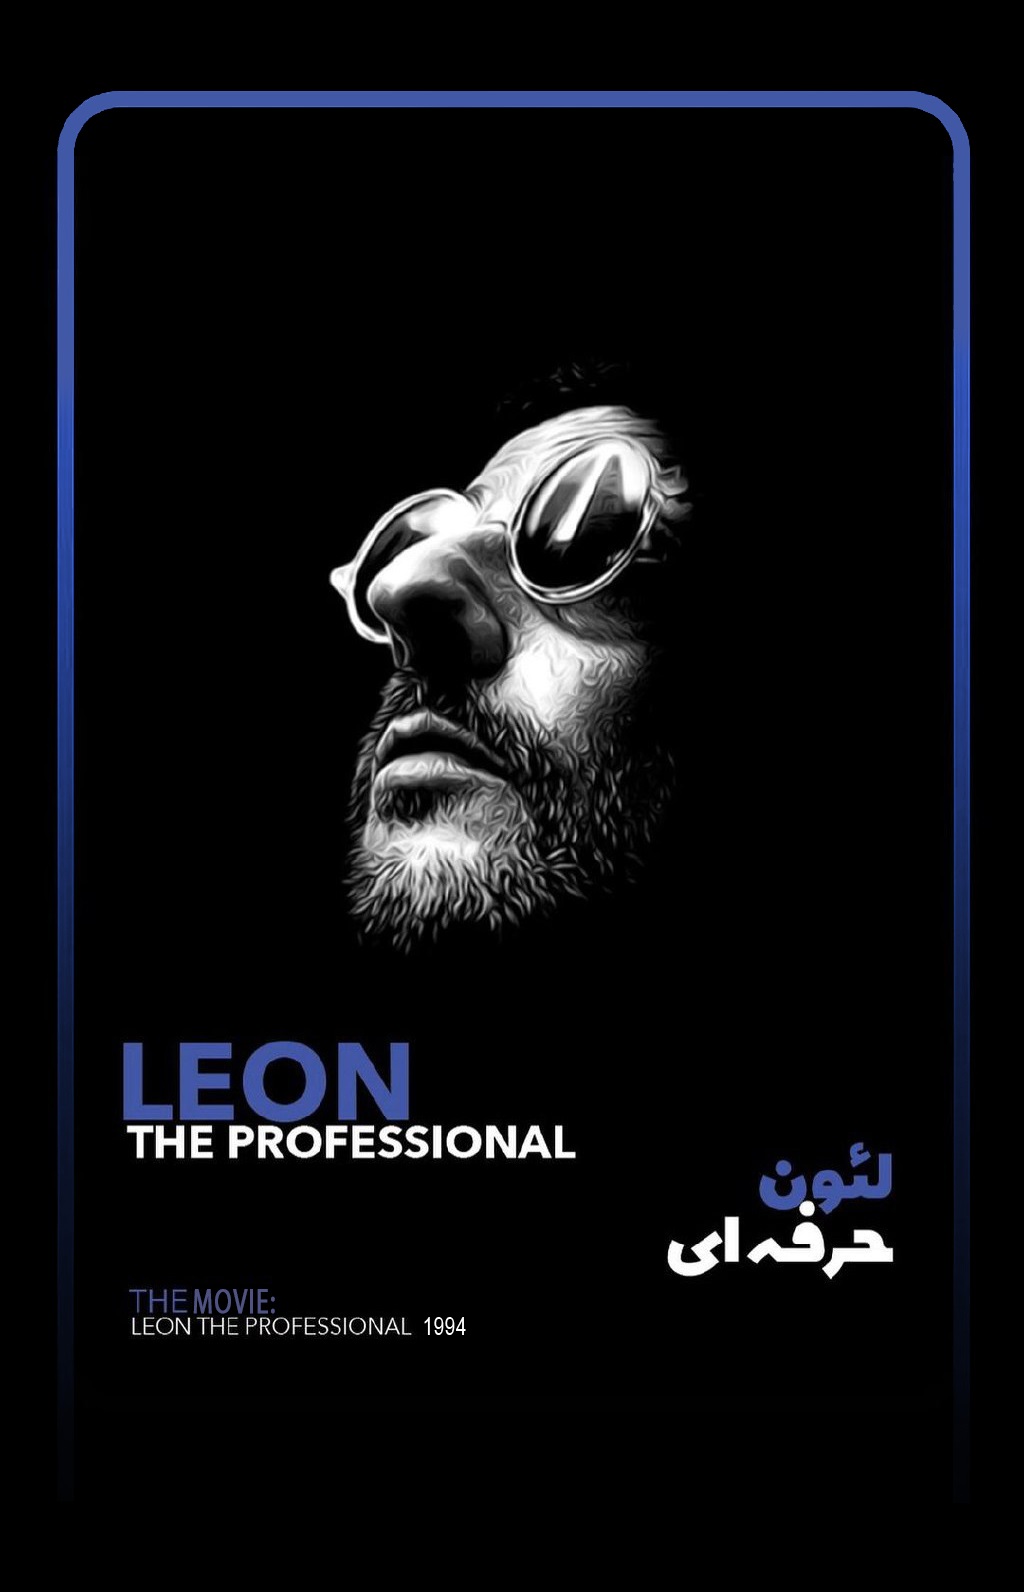 LEON
THE PROFESSIONAL
لئون
حرفه‌ای
THE MOVIE:
LEON THE PROFESSIONAL 1994